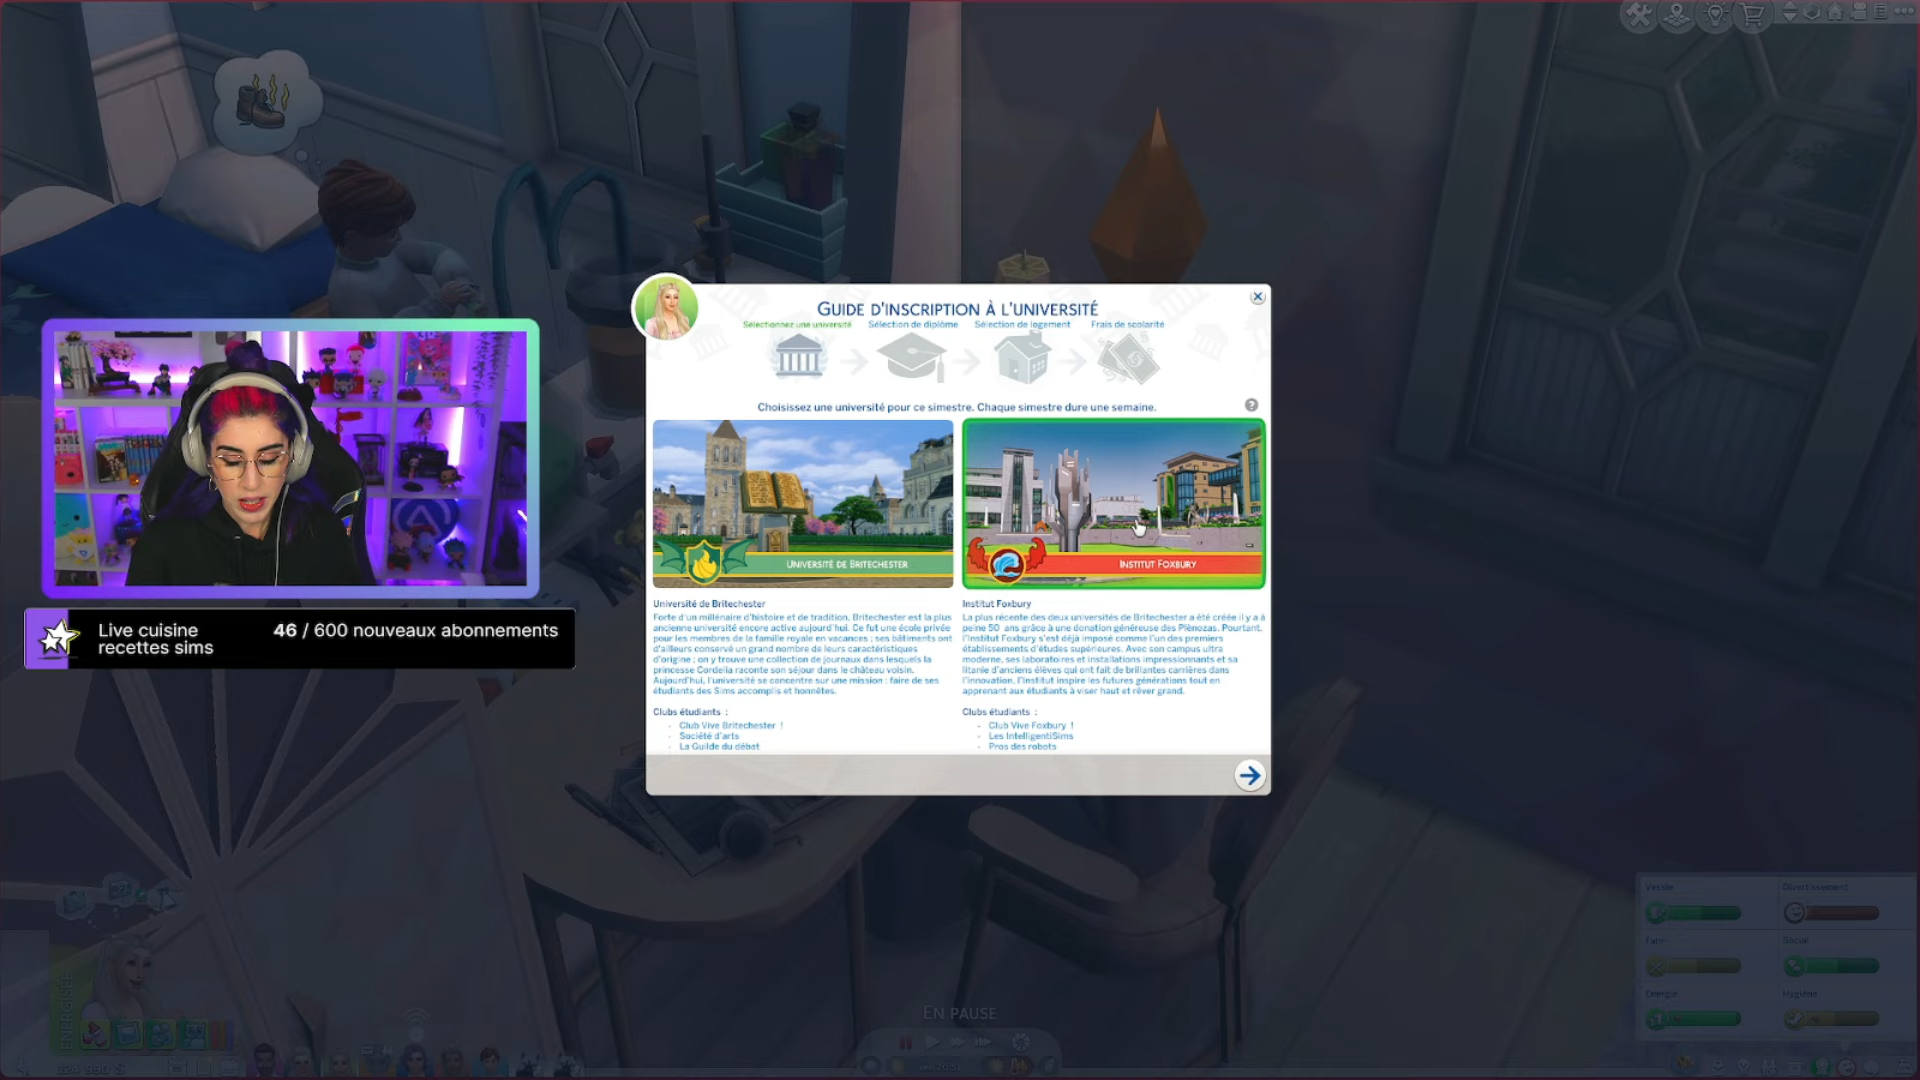 GUIDE D'INSCRIPTION À L'UNIVERSITÉ
Sélectionnez une université
Sélection de diplôme
Sélection de logement
Frais de scolarité
Choisissez une université pour ce simestre. Chaque simestre dure une semaine.
UNIVERSITÉ DE BRITECHESTER
INSTITUT FOXBURY
Université de Britechester
Forte d'un millénaire d'histoire et de tradition, Britechester est la plus
ancienne université encore active aujourd'hui. Ce fut une école privée
pour les membres de la famille royale en vacances ; ses bâtiments ont
d'ailleurs conservé un grand nombre de leurs caractéristiques
d'origine ; on y trouve une collection de journaux dans lesquels la
princesse Cordelia raconte son séjour dans le château voisin.
Aujourd'hui, l'université se concentre sur une mission : faire de ses
étudiants des Sims accomplis et honnêtes.
Clubs étudiants :
- Club Vive Britechester !
- Société d'arts
- La Guilde du débat
Institut Foxbury
La plus récente des deux universités de Britechester a été créée il y a à
peine 50 ans grâce à une donation généreuse des Plènozas. Pourtant,
l'Institut Foxbury s'est déjà imposé comme l'un des premiers
établissements d'études supérieures. Avec son campus ultra
moderne, ses laboratoires et installations impressionnants et sa
litanie d'anciens élèves qui ont fait de brillantes carrières dans
l'innovation, l'Institut inspire les futures générations tout en
apprenant aux étudiants à viser haut et rêver grand.
Clubs étudiants :
- Club Vive Foxbury !
- Les IntelligentiSims
- Pros des robots
Live cuisine
recettes sims
46 / 600 nouveaux abonnements
EN PAUSE
Vessie
Divertissement
Faim
Social
Energie
Hygiène
ÉNERGISÉE